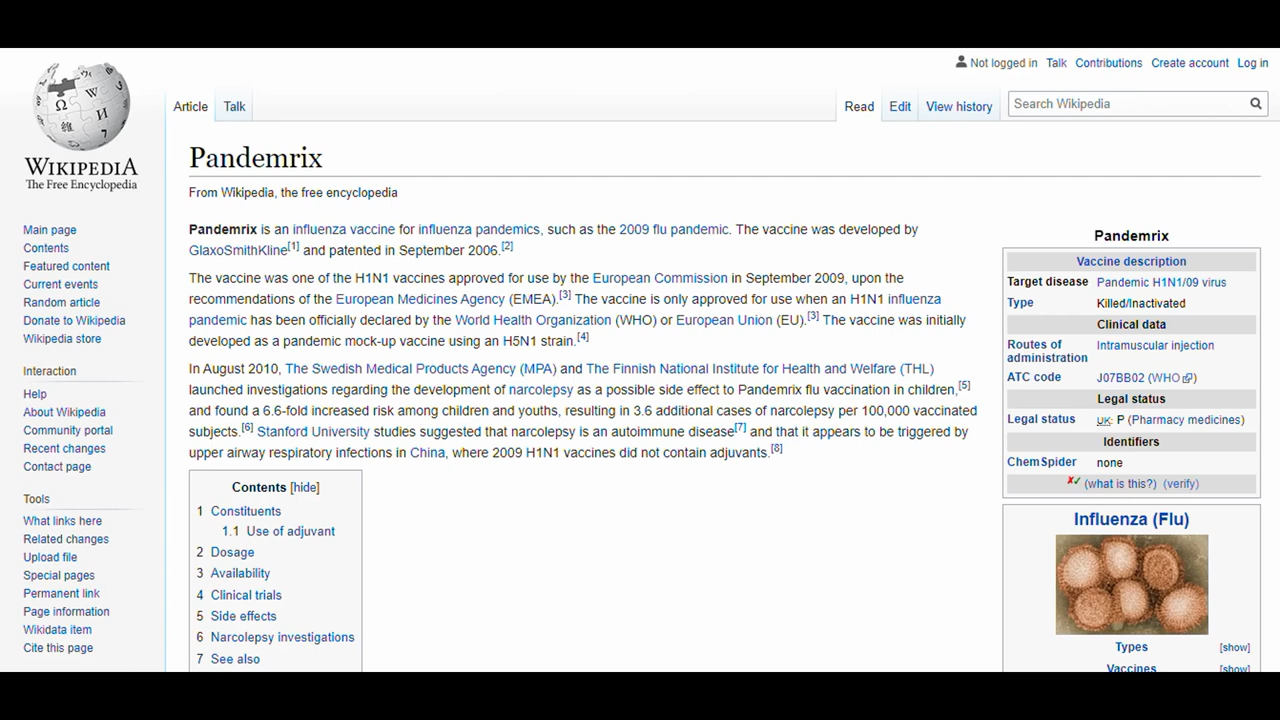 Not logged in Talk Contributions Create account Log in
Article Talk Read Edit View history Search Wikipedia
WIKIPEDIA
The Free Encyclopedia
Main page
Contents
Featured content
Current events
Random article
Donate to Wikipedia
Wikipedia store
Interaction
Help
About Wikipedia
Community portal
Recent changes
Contact page
Tools
What links here
Related changes
Upload file
Special pages
Permanent link
Page information
Wikidata item
Cite this page
Pandemrix
From Wikipedia, the free encyclopedia
Pandemrix is an influenza vaccine for influenza pandemics, such as the 2009 flu pandemic. The vaccine was developed by
GlaxoSmithKline[1] and patented in September 2006.[2]
The vaccine was one of the H1N1 vaccines approved for use by the European Commission in September 2009, upon the
recommendations of the European Medicines Agency (EMEA).[3] The vaccine is only approved for use when an H1N1 influenza
pandemic has been officially declared by the World Health Organization (WHO) or European Union (EU).[3] The vaccine was initially
developed as a pandemic mock-up vaccine using an H5N1 strain.[4]
In August 2010, The Swedish Medical Products Agency (MPA) and The Finnish National Institute for Health and Welfare (THL)
launched investigations regarding the development of narcolepsy as a possible side effect to Pandemrix flu vaccination in children,[5]
and found a 6.6-fold increased risk among children and youths, resulting in 3.6 additional cases of narcolepsy per 100,000 vaccinated
subjects.[6] Stanford University studies suggested that narcolepsy is an autoimmune disease[7] and that it appears to be triggered by
upper airway respiratory infections in China, where 2009 H1N1 vaccines did not contain adjuvants.[8]
Contents [hide]
1 Constituents
1.1 Use of adjuvant
2 Dosage
3 Availability
4 Clinical trials
5 Side effects
6 Narcolepsy investigations
7 See also
Pandemrix
Vaccine description
Target disease Pandemic H1N1/09 virus
Type Killed/Inactivated
Clinical data
Routes of
administration Intramuscular injection
ATC code J07BB02 (WHO)
Legal status
Legal status UK: P (Pharmacy medicines)
Identifiers
ChemSpider none
(what is this?) (verify)
Influenza (Flu)
Types [show]
Vaccines [show]